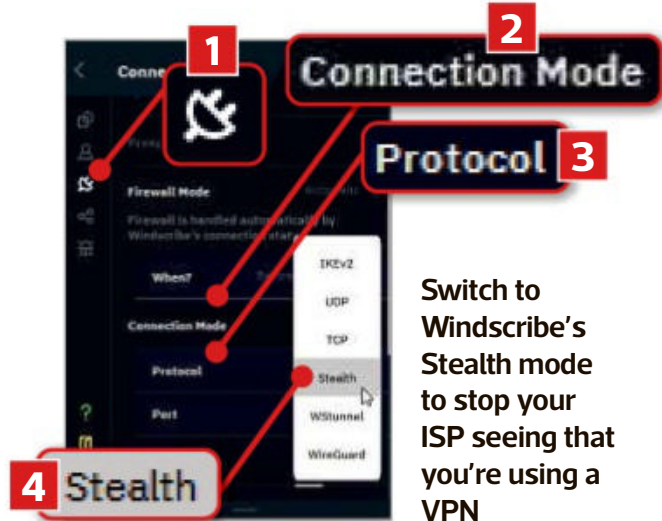 1
2
Connection Mode
Conne
Protocol 3
Firewall Mode
Firewall is handled automatically by
Windscribe's connection stat
When?
IKEv2
UDP
Connection Mode
TCP
Protocol
Stealth
Port
WStunnel
WireGuard
?
4 Stealth
Switch to
Windscribe's
Stealth mode
to stop your
ISP seeing that
you're using a
VPN